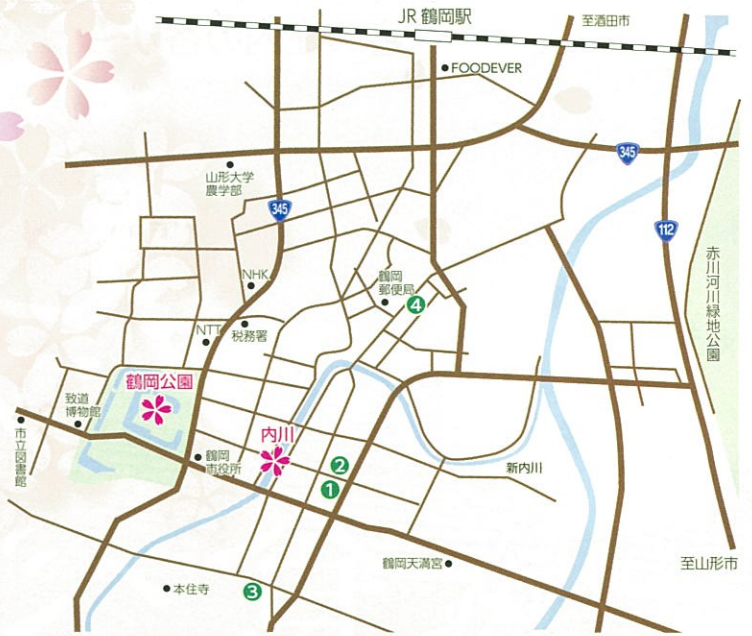 JR 鶴岡駅
至酒田市
FOODEVER
345
山形大学
農学部
345
112
赤川河川緑地公園
NHK
鶴岡
郵便局
4
NTT
税務署
鶴岡公園
致道
博物館
市立図書館
鶴岡
市役所
内川
2
1
新内川
鶴岡天満宮
至山形市
本住寺
3